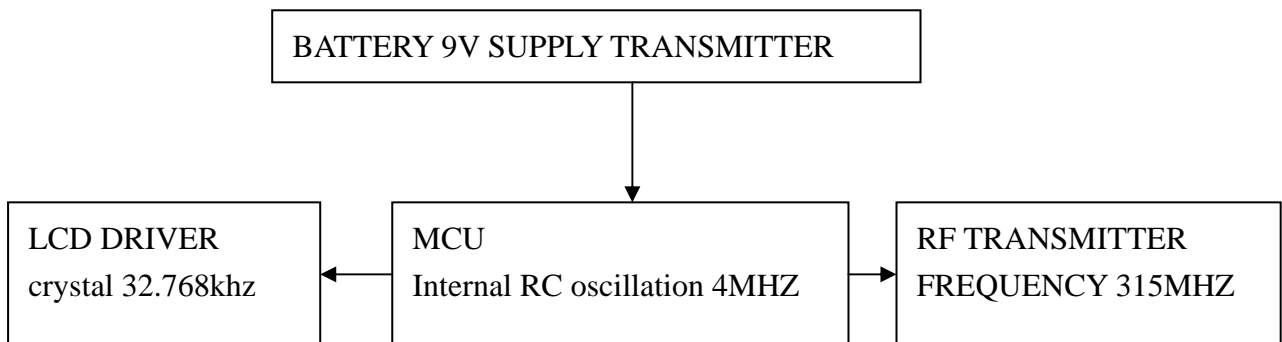 BATTERY 9V SUPPLY TRANSMITTER
LCD DRIVER
crystal 32.768khz
MCU
Internal RC oscillation 4MHZ
RF TRANSMITTER
FREQUENCY 315MHZ